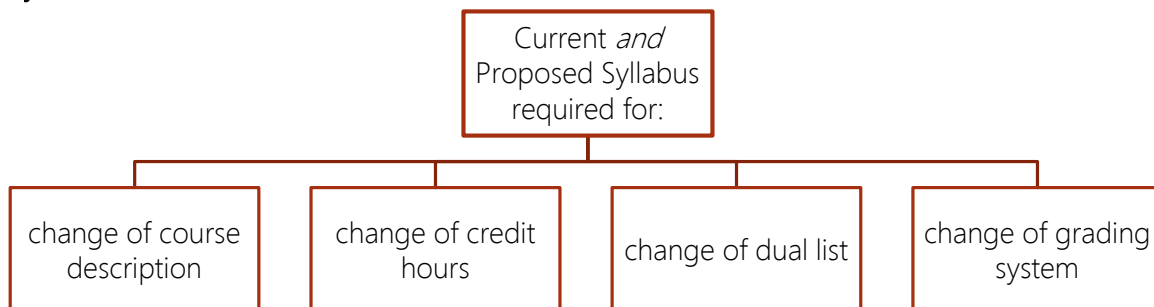 Current and
Proposed Syllabus
required for:
change of course
description
change of credit
hours
change of dual list
change of grading
system